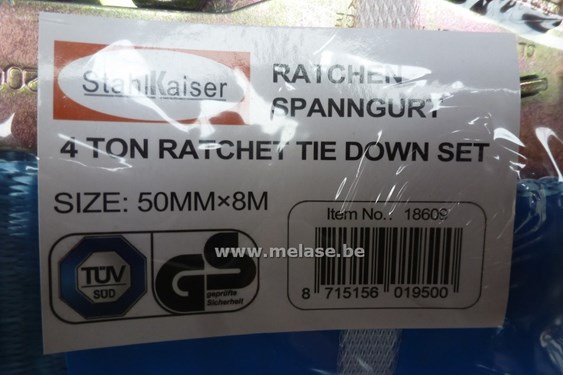 StahlKaiser
RATCHEN
SPANNGURT
4 TON RATCHET TIE DOWN SET
SIZE: 50MM×8M
Item No.: 18609
www.melase.be
TÜV
SÜD
GS
geprüfte
Sicherheit
8 715156 019500